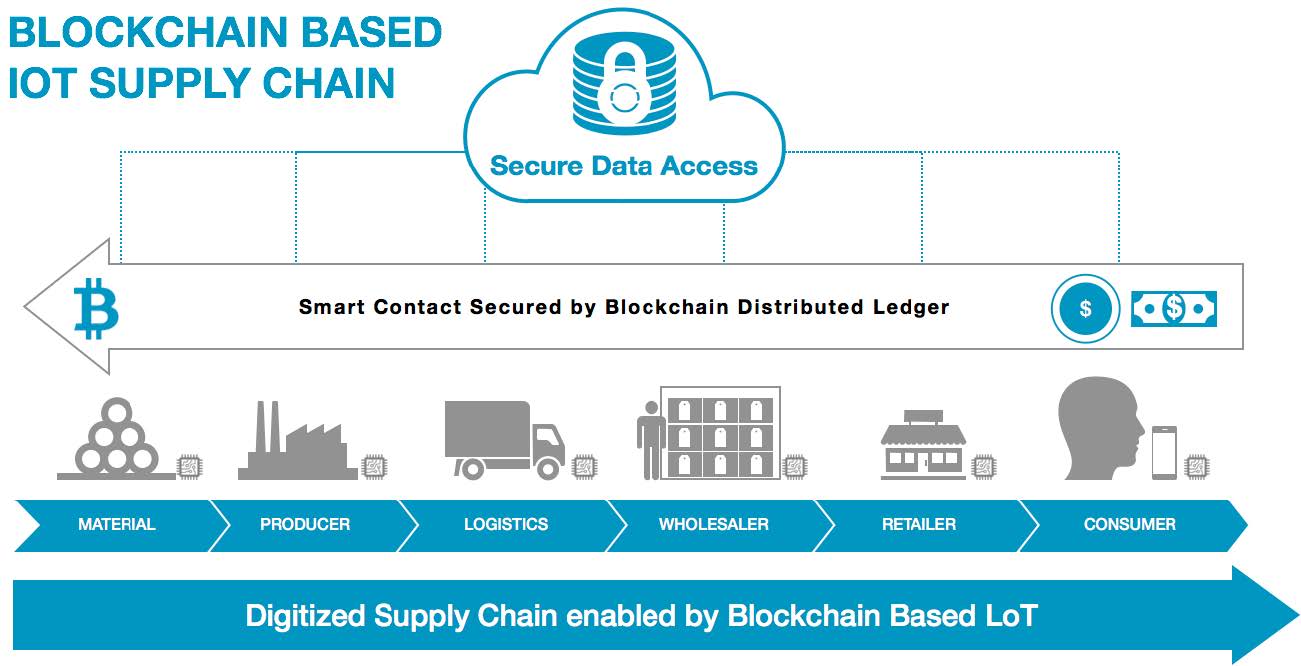 BLOCKCHAIN BASED
IOT SUPPLY CHAIN
Secure Data Access
Smart Contact Secured by Blockchain Distributed Ledger
$ $
MATERIAL PRODUCER LOGISTICS WHOLESALER RETAILER CONSUMER
Digitized Supply Chain enabled by Blockchain Based LoT